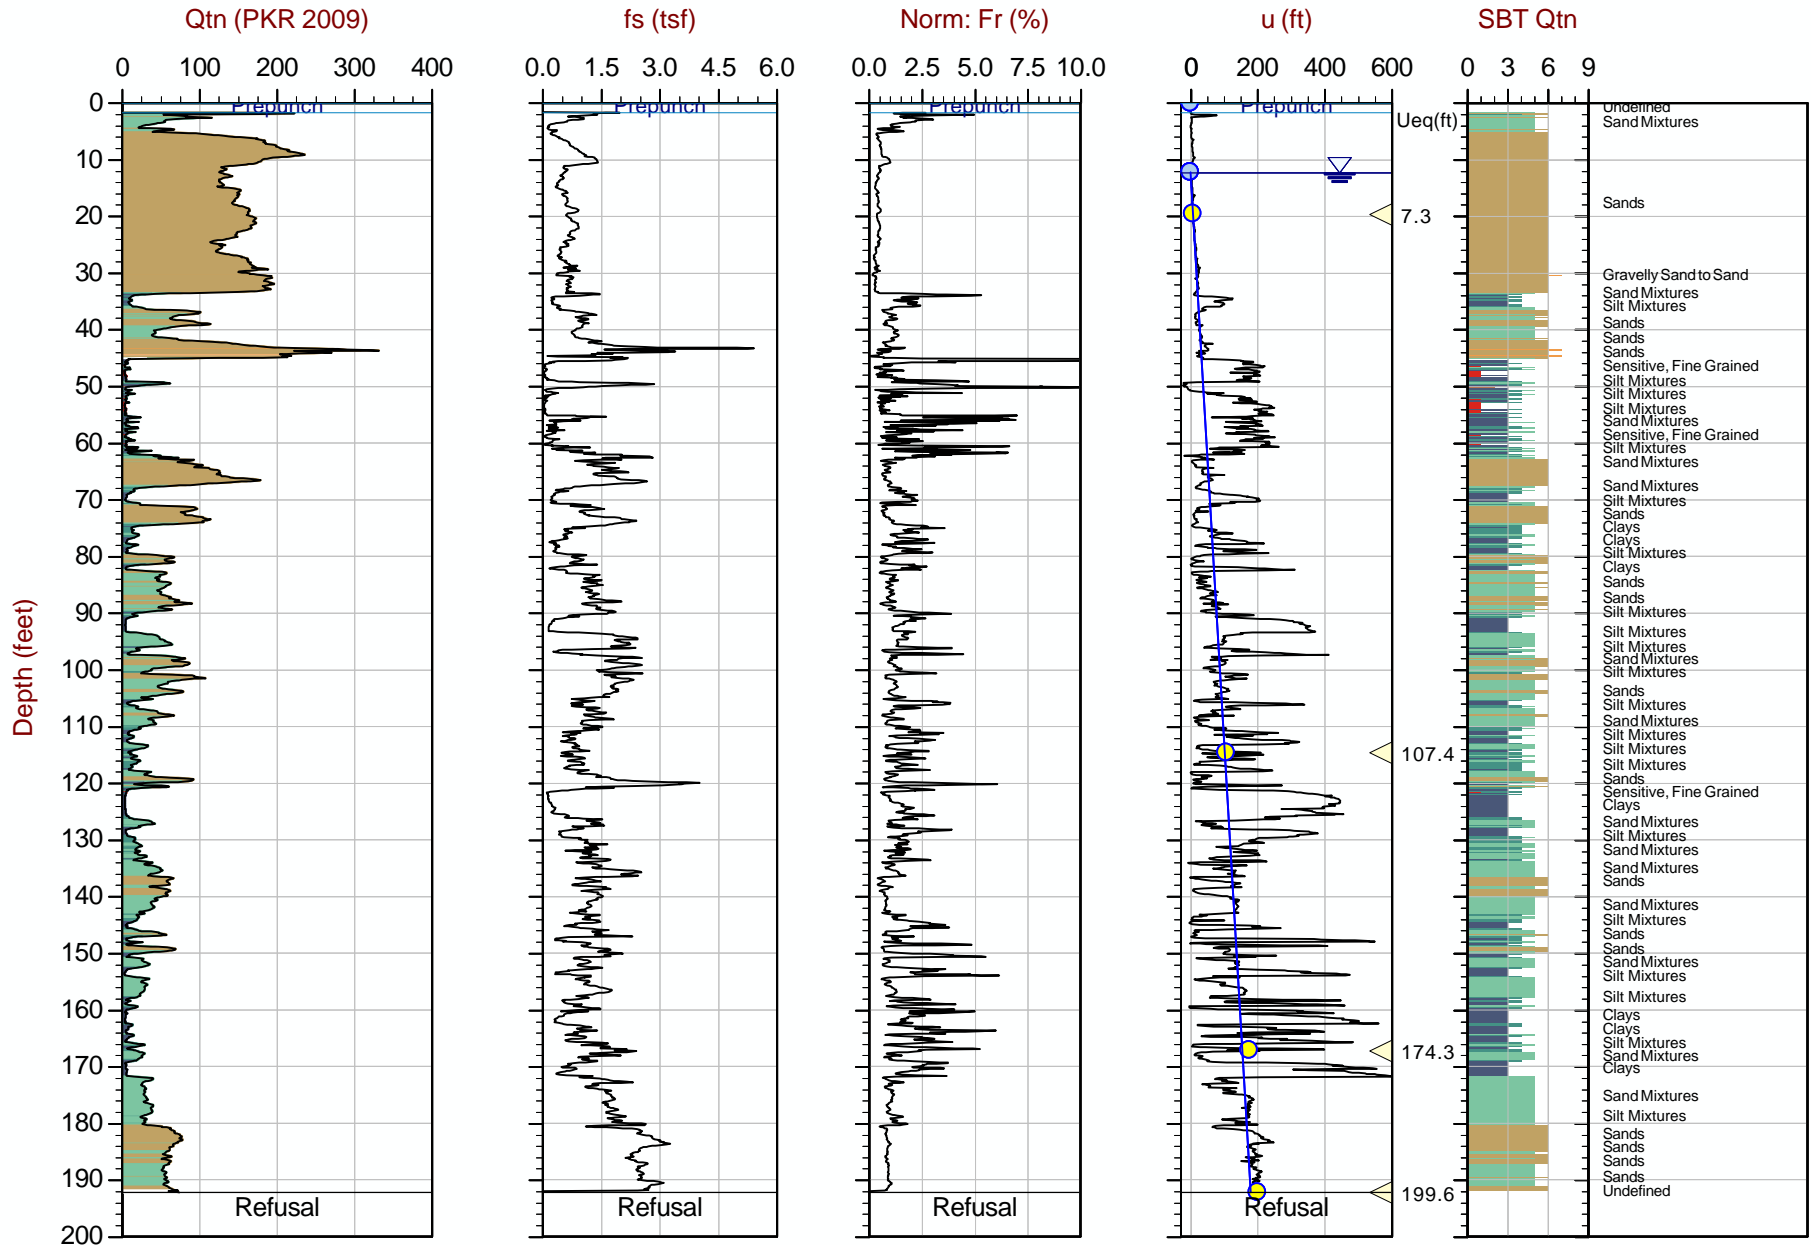 Qtn (PKR 2009) fs (tsf) Norm: Fr (%) u (ft) SBT Qtn
0 100 200 300 400 0.0 1.5 3.0 4.5 6.0 0.0 2.5 5.0 7.5 10.0 0 200 400 600 0 3 6 9
Depth (feet)
0
10
20
30
40
50
60
70
80
90
100
110
120
130
140
150
160
170
180
190
200
Prepunch Prepunch Prepunch Prepunch
Ueq(ft)
7.3
107.4
174.3
199.6
Refusal Refusal Refusal Refusal
Undefined
Sand Mixtures
Sands
Gravelly Sand to Sand
Sand Mixtures
Silt Mixtures
Sands
Sands
Sands
Sensitive, Fine Grained
Silt Mixtures
Silt Mixtures
Silt Mixtures
Sand Mixtures
Sensitive, Fine Grained
Silt Mixtures
Sand Mixtures
Sand Mixtures
Silt Mixtures
Sands
Clays
Clays
Silt Mixtures
Clays
Sands
Sands
Silt Mixtures
Silt Mixtures
Silt Mixtures
Sand Mixtures
Silt Mixtures
Sands
Silt Mixtures
Sand Mixtures
Silt Mixtures
Silt Mixtures
Silt Mixtures
Sands
Sensitive, Fine Grained
Clays
Sand Mixtures
Silt Mixtures
Sand Mixtures
Sand Mixtures
Sands
Sand Mixtures
Silt Mixtures
Sands
Sands
Sand Mixtures
Silt Mixtures
Silt Mixtures
Clays
Clays
Silt Mixtures
Sand Mixtures
Clays
Sand Mixtures
Silt Mixtures
Sands
Sands
Sands
Sands
Undefined